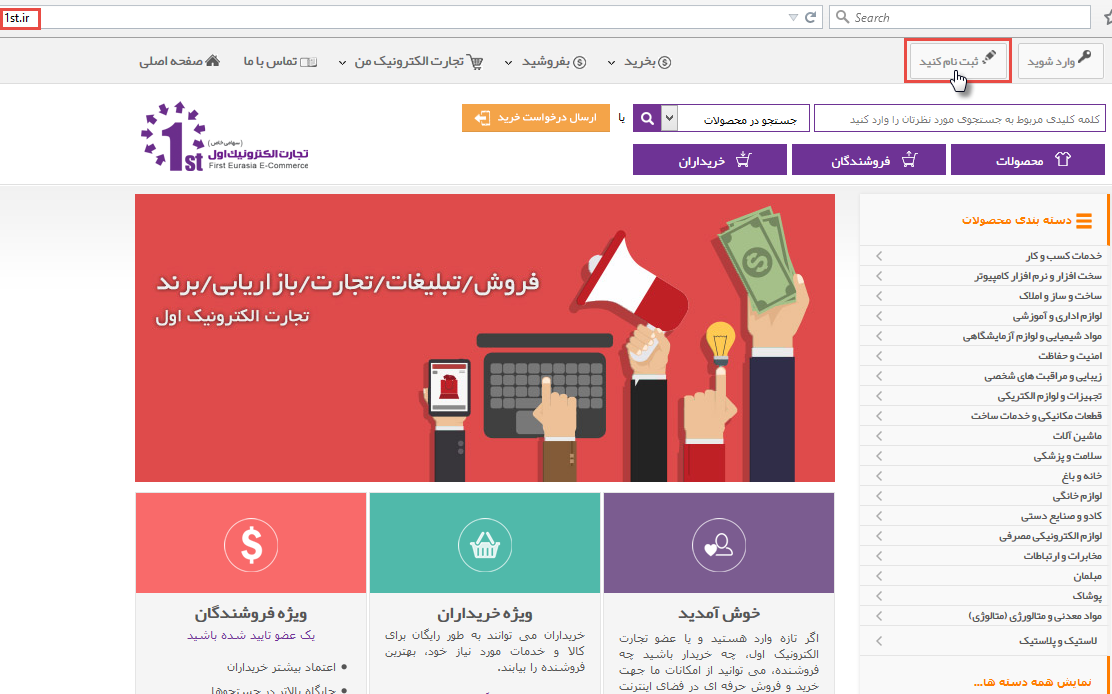 1st.ir
Search
وارد شوید
ثبت نام کنید
بخرید
بفروشید
تجارت الکترونیک من
تماس با ما
صفحه اصلی
کلمه کلیدی مربوط به جستجوی مورد نظرتان را وارد کنید
جستجو در محصولات
یا
ارسال درخواست خرید
محصولات
فروشندگان
خریداران
1st
(سهامی خاص)
تجارت الکترونیک اول
First Eurasia E-Commerce
دسته بندی محصولات
خدمات کسب و کار
سخت افزار و نرم افزار کامپیوتر
ساخت و ساز و املاک
لوازم اداری و آموزشی
مواد شیمیایی و لوازم آزمایشگاهی
امنیت و حفاظت
زیبایی و مراقبت های شخصی
تجهیزات و لوازم الکتریکی
قطعات مکانیکی و خدمات ساخت
ماشین آلات
سلامت و پزشکی
خانه و باغ
لوازم خانگی
کادو و صنایع دستی
لوازم الکترونیکی مصرفی
مخابرات و ارتباطات
مبلمان
پوشاک
مواد معدنی و متالورژی (متالوژی)
لاستیک و پلاستیک
نمایش همه دسته ها...
فروش/تبلیغات/تجارت/بازاریابی/برند
تجارت الکترونیک اول
خوش آمدید
اگر تازه وارد هستید و یا عضو تجارت
الکترونیک اول، چه خریدار باشید چه
فروشنده، می توانید از امکانات ما جهت
خرید و فروش حرفه ای در فضای اینترنت
ویژه خریداران
خریداران می توانند به طور رایگان برای
کالا و خدمات مورد نیاز خود، بهترین
فروشنده را بیابند.
ویژه فروشندگان
یک عضو تایید شده باشید
• اعتماد بیشتر خریداران
• جایگاه بالاتر در جستجوها